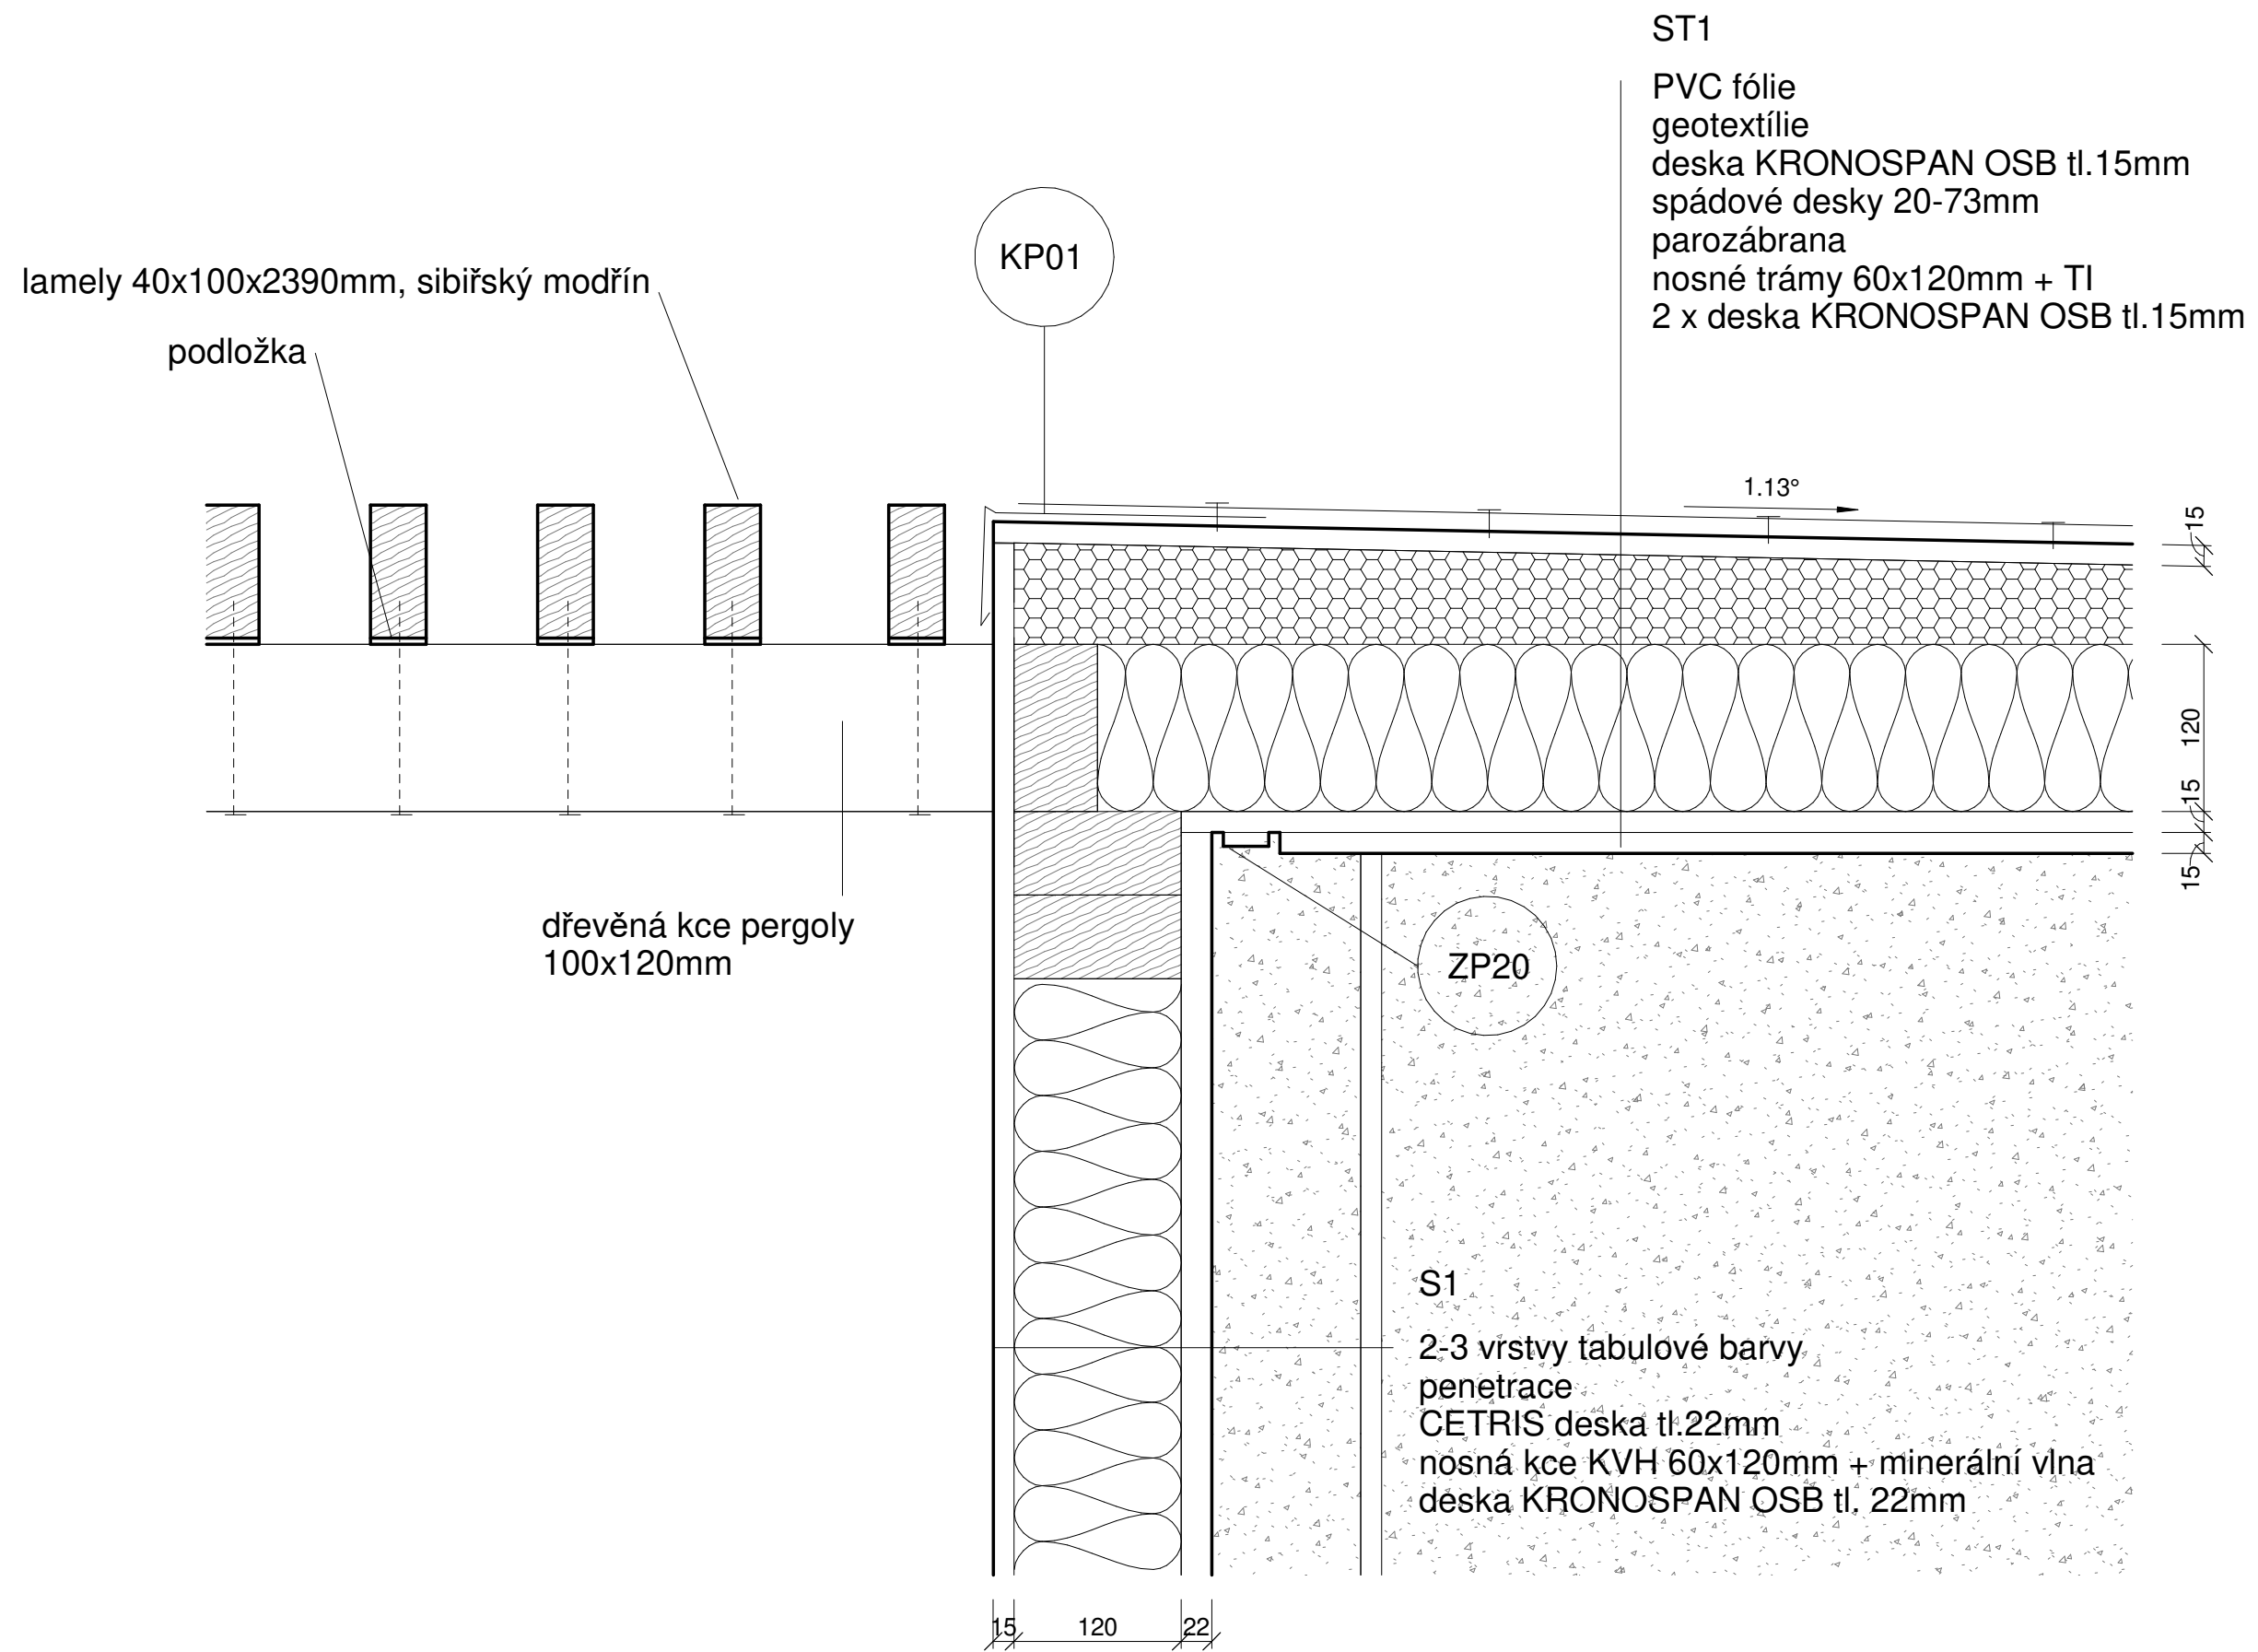 ST1
PVC fólie
geotextílie
deska KRONOSPAN OSB tl.15mm
spádové desky 20-73mm
parozábrana
nosné trámy 60x120mm + TI
2 x deska KRONOSPAN OSB tl.15mm
KP01
lamely 40x100x2390mm, sibiřský modřín
podložka
1.13°
15
120
15
15
dřevěná kce pergoly
100x120mm
ZP20
S1
2-3 vrstvy tabulové barvy
penetrace
CETRIS deska tl.22mm
nosná kce KVH 60x120mm + minerální vlna
deska KRONOSPAN OSB tl. 22mm
15 120 22